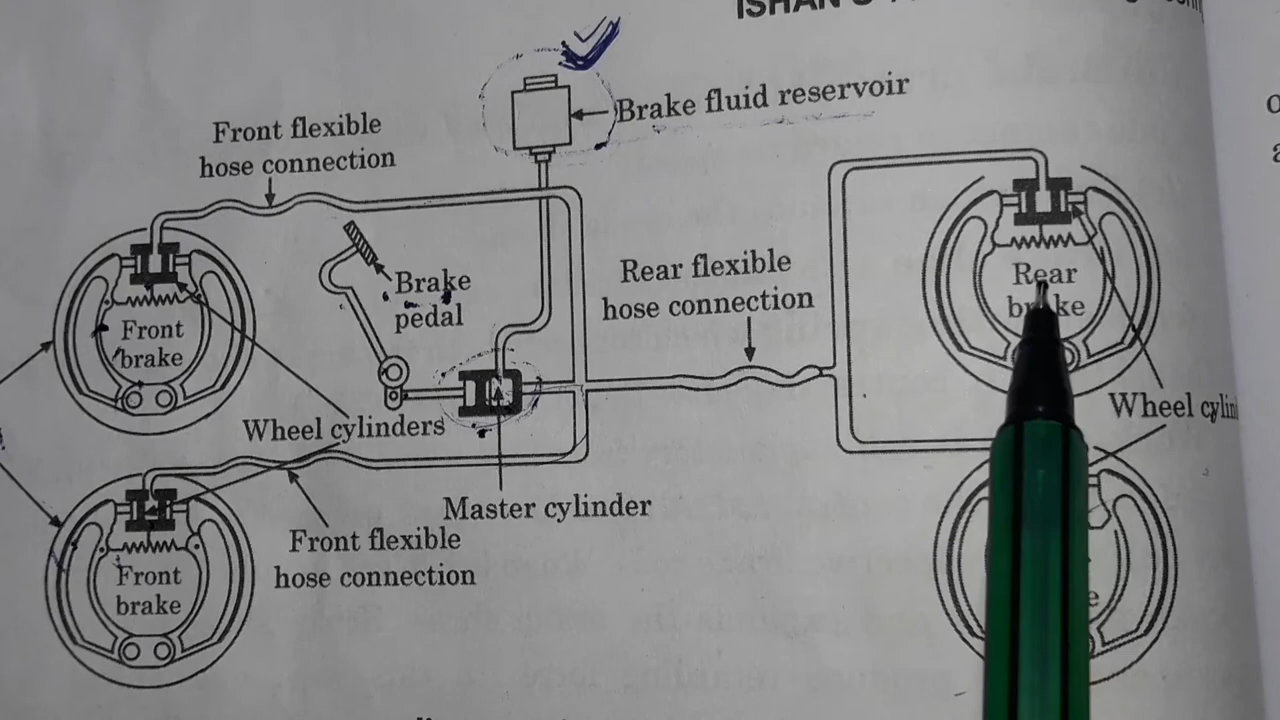 Brake fluid reservoir
Front flexible
hose connection
Rear flexible
hose connection
Brake
pedal
Front
brake
Rear
Wheel cylinders
Wheel
Master cylinder
Front flexible
hose connection
Front
brake